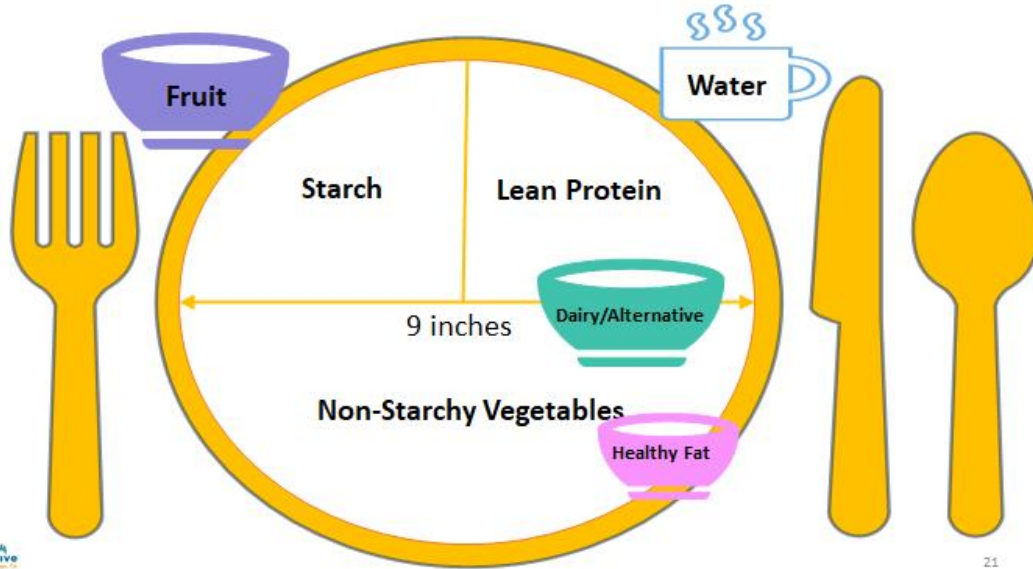 Fruit
Water
Starch
Lean Protein
Dairy/Alternative
9 inches
Non-Starchy Vegetables
Healthy Fat
21